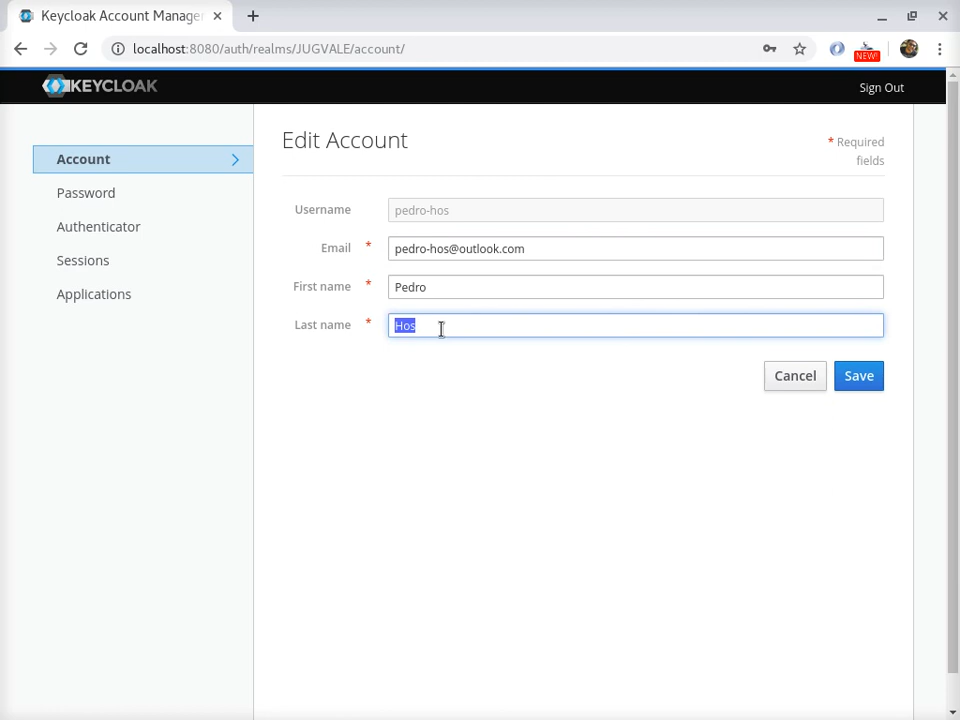 Keycloak Account Manage
localhost:8080/auth/realms/JUGVALE/account/
NEW!
KEYCLOAK
Sign Out
Account
Password
Authenticator
Sessions
Applications
Edit Account
* Required
fields
Username pedro-hos
Email * pedro-hos@outlook.com
First name * Pedro
Last name * Hos
Cancel Save